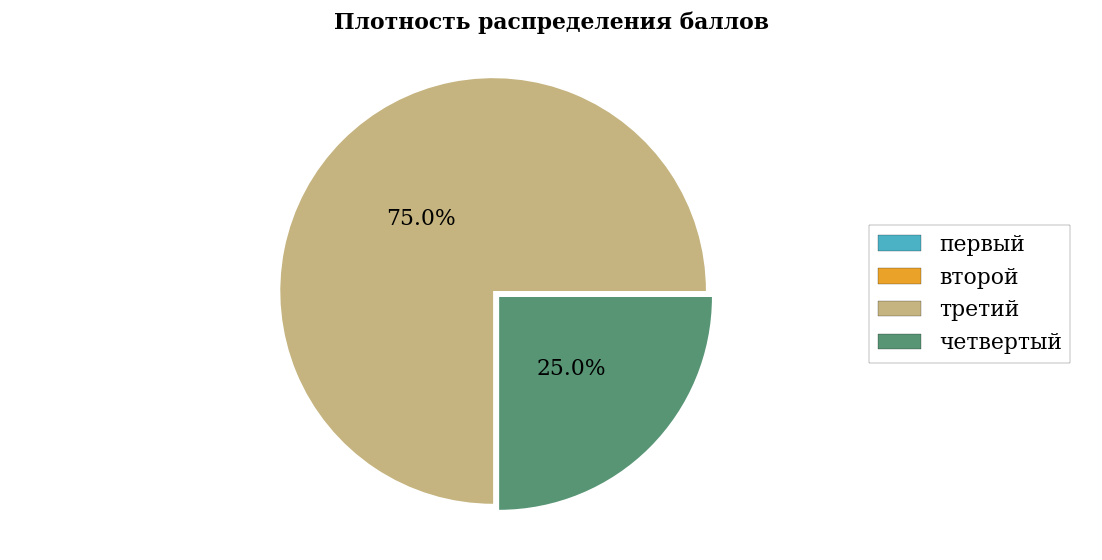 Плотность распределения баллов
75.0%
25.0%
первый
второй
третий
четвертый